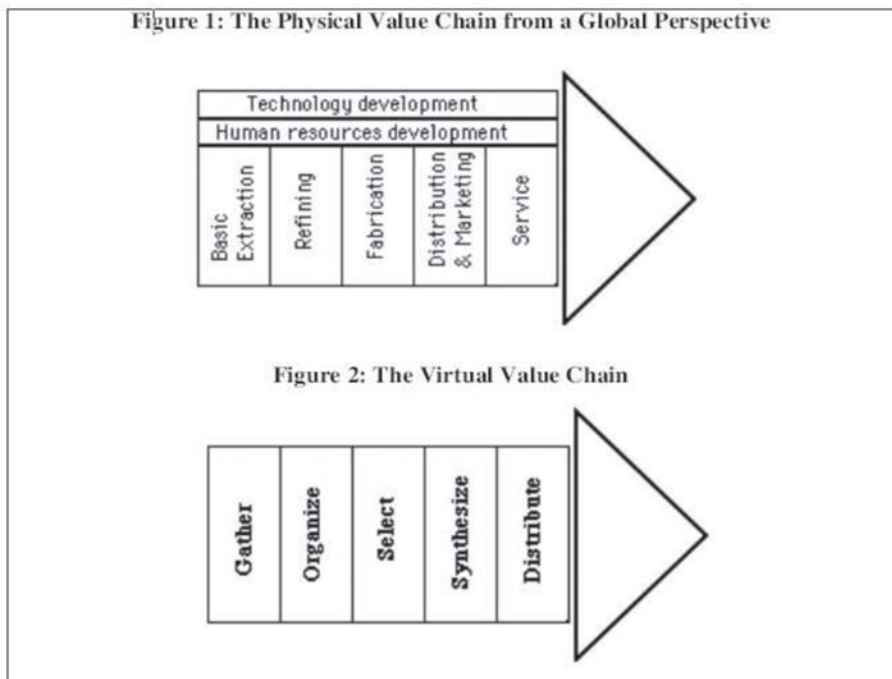 Figure 1: The Physical Value Chain from a Global Perspective
Technology development
Human resources development
Basic
Extraction
Refining
Fabrication
Distribution
& Marketing
Service
Figure 2: The Virtual Value Chain
Gather
Organize
Select
Synthesize
Distribute